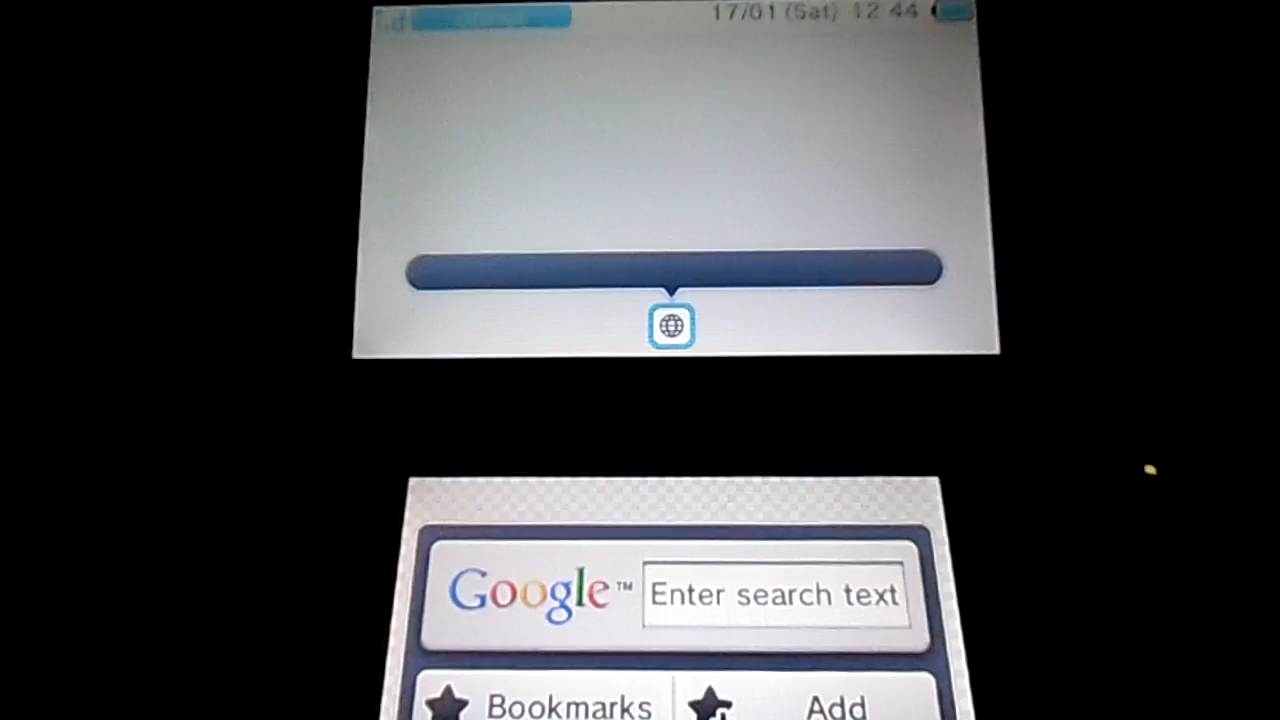 17/01 (Sat) 12 44
Google™ Enter search text
Bookmarks Add